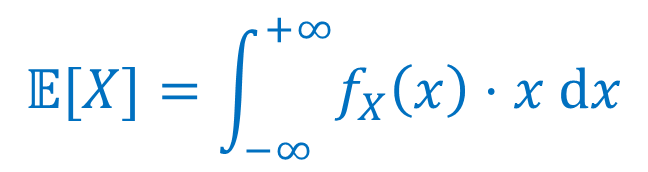 𝔼[X] = ∫_{−∞}^{+∞} f_X(x) · x dx